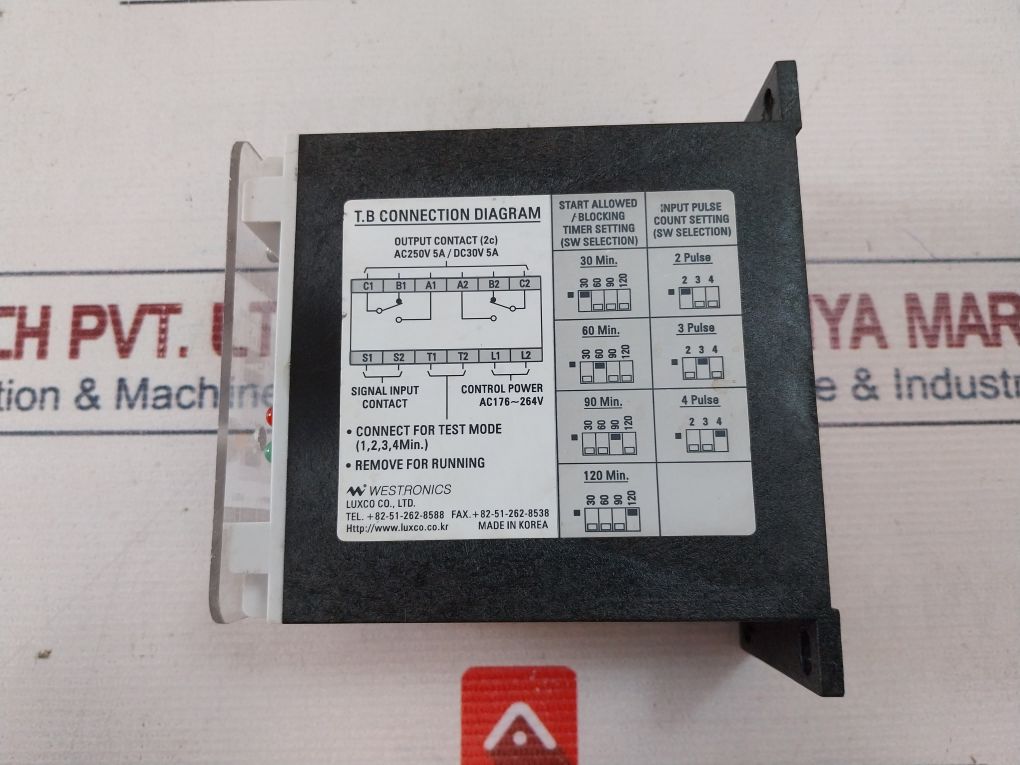 T.B CONNECTION DIAGRAM
OUTPUT CONTACT (2c)
AC250V 5A / DC30V 5A
C1 B1 A1 A2 B2 C2
S1 S2 T1 T2 L1 L2
SIGNAL INPUT
CONTACT
CONTROL POWER
AC176~264V
• CONNECT FOR TEST MODE
(1,2,3,4Min.)
• REMOVE FOR RUNNING
WESTRONICS
LUXCO CO., LTD.
TEL. +82-51-262-8588 FAX. +82-51-262-8538
Http://www.luxco.co.kr MADE IN KOREA
START ALLOWED
/ BLOCKING
TIMER SETTING
(SW SELECTION)
30 Min.
30 60 90 120
60 Min.
30 60 90 120
90 Min.
30 60 90 120
120 Min.
30 60 90 120
INPUT PULSE
COUNT SETTING
(SW SELECTION)
2 Pulse
2 3 4
3 Pulse
2 3 4
4 Pulse
2 3 4
CH PVT. LT
tion & Machine
YA MAR
e & Industr